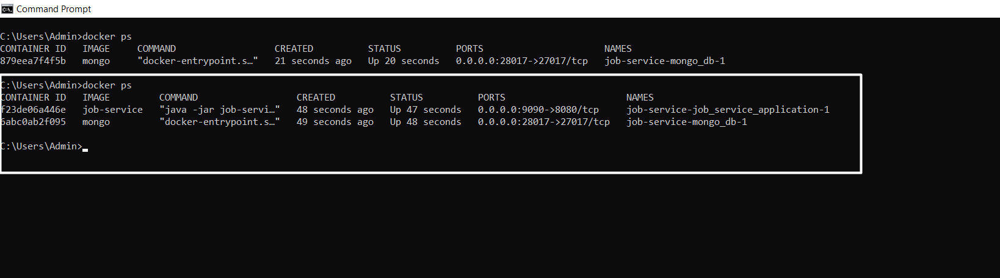 Command Prompt
C:\Users\Admin>docker ps
CONTAINER ID   IMAGE     COMMAND                  CREATED          STATUS          PORTS                      NAMES
879eea7f4f5b   mongo     "docker-entrypoint.s…"   21 seconds ago   Up 20 seconds   0.0.0.0:28017->27017/tcp   job-service-mongo_db-1
C:\Users\Admin>docker ps
CONTAINER ID   IMAGE         COMMAND                  CREATED          STATUS          PORTS                      NAMES
f23de06a446e   job-service   "java -jar job-servi…"   48 seconds ago   Up 47 seconds   0.0.0.0:9090->8080/tcp     job-service-job_service_application-1
6abc0ab2f095   mongo         "docker-entrypoint.s…"   49 seconds ago   Up 48 seconds   0.0.0.0:28017->27017/tcp   job-service-mongo_db-1
C:\Users\Admin>